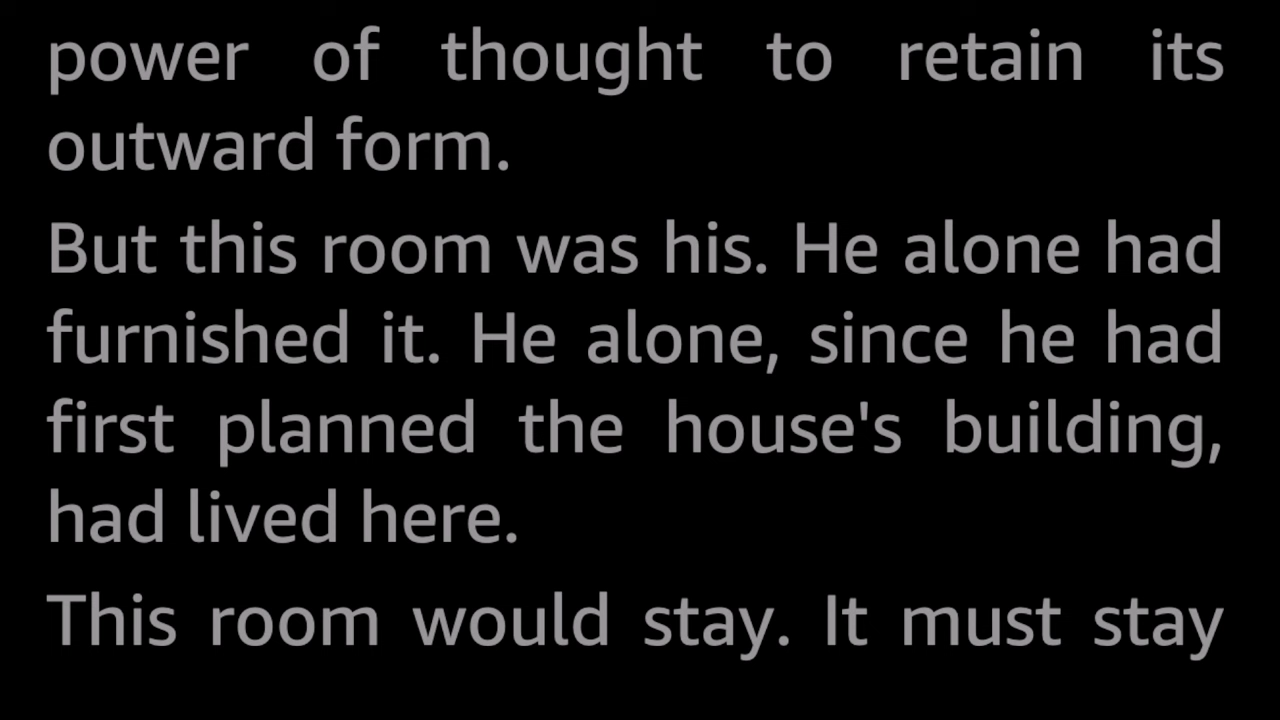 power of thought to retain its
outward form.
But this room was his. He alone had
furnished it. He alone, since he had
first planned the house's building,
had lived here.
This room would stay. It must stay